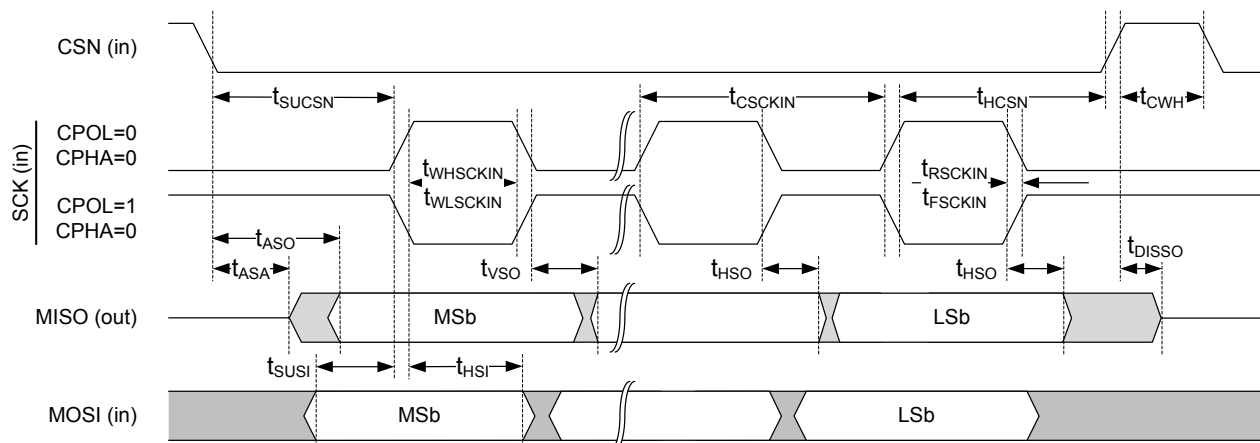 CSN (in)
tSUCSN
tCSCKIN
tHCSN
tCWH
SCK (in)
CPOL=0
CPHA=0
tWHSCKIN
tWLSCKIN
tRSCKIN
tFSCKIN
CPOL=1
CPHA=0
tASO
tASA
tVSO
tHSO
tHSO
tDISSO
MISO (out)
MSb
LSb
tSUSI
tHSI
MOSI (in)
MSb
LSb